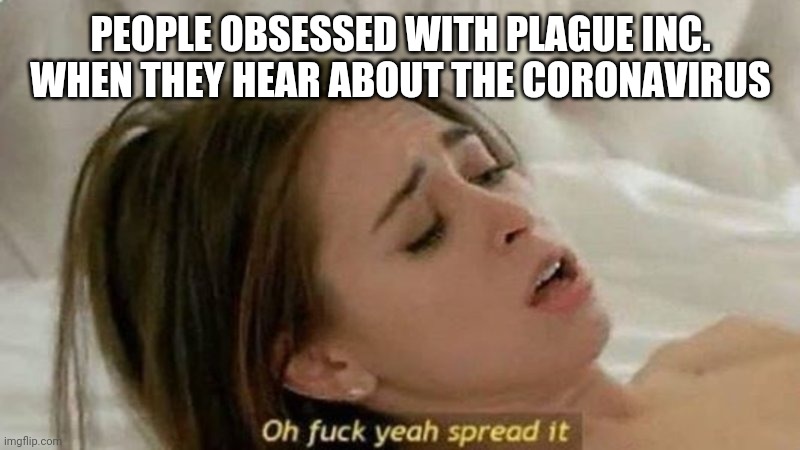 PEOPLE OBSESSED WITH PLAGUE INC.
WHEN THEY HEAR ABOUT THE CORONAVIRUS
Oh fuck yeah spread it
imgflip.com